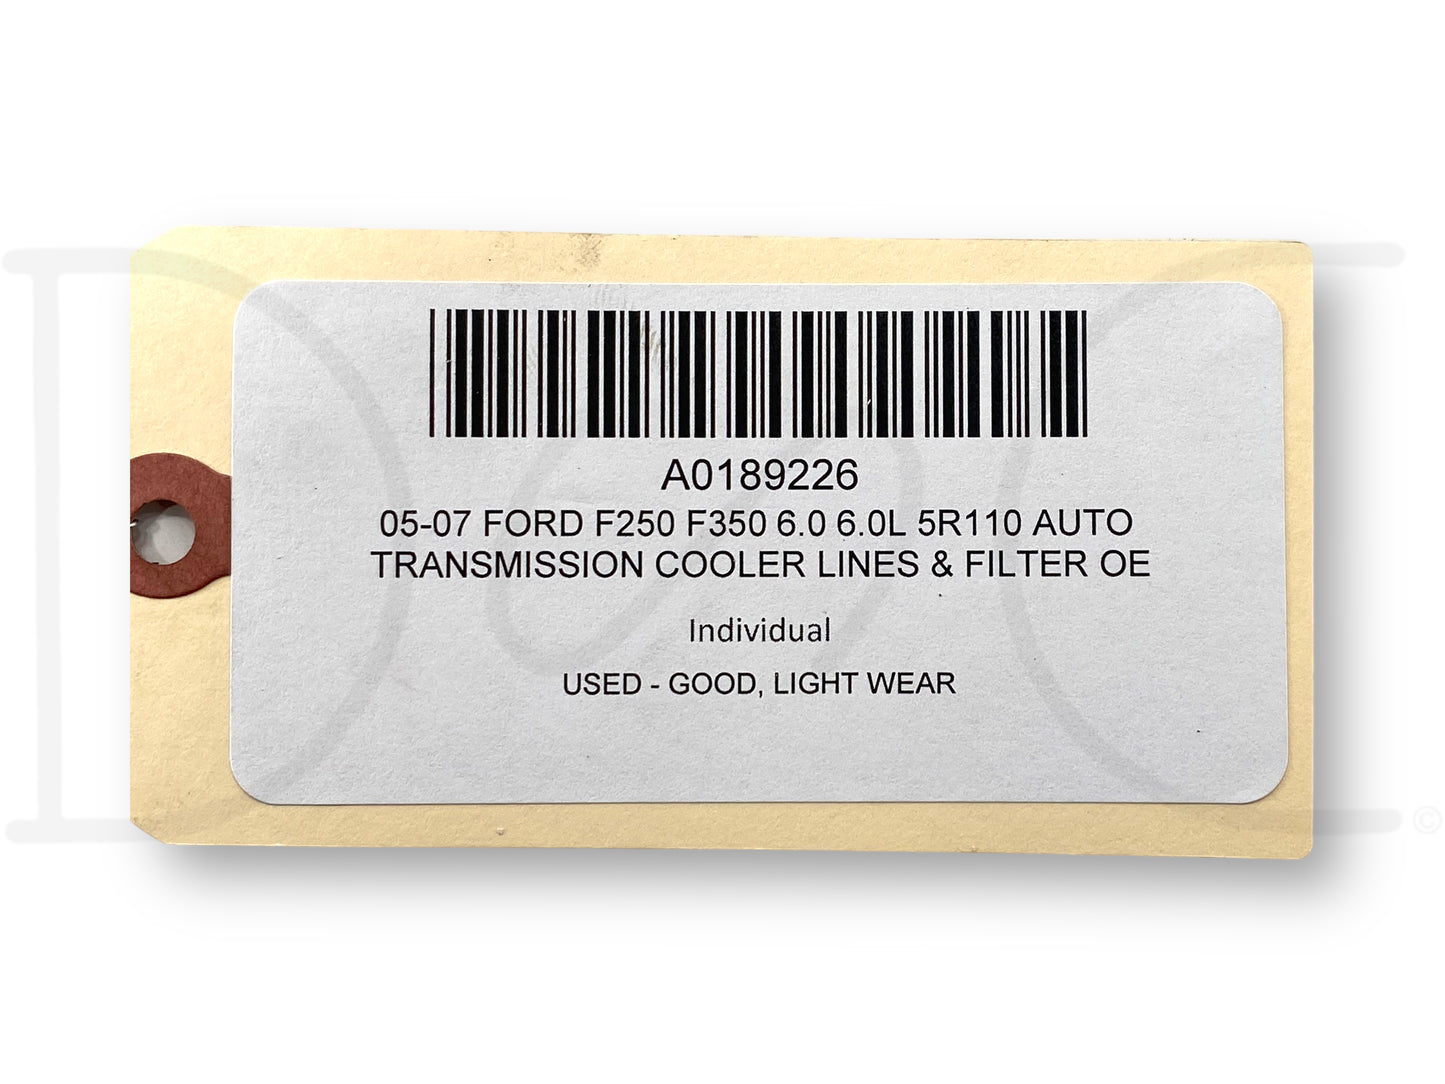 A0189226
05-07 FORD F250 F350 6.0 6.0L 5R110 AUTO
TRANSMISSION COOLER LINES & FILTER OE
Individual
USED - GOOD, LIGHT WEAR
©